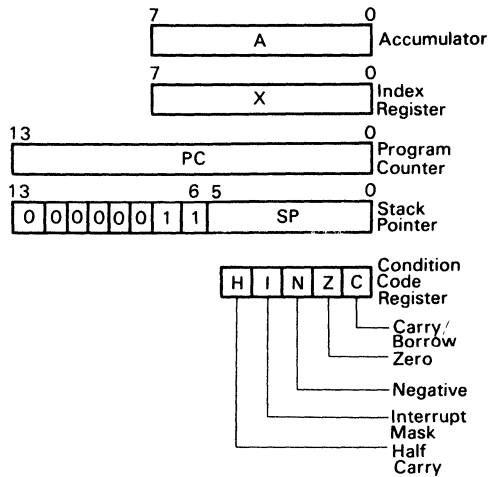 7 0
A Accumulator
7 0
X Index
Register
13 0
PC Program
Counter
13 6 5 0
0 0 0 0 0 0 1 1 SP Stack
Pointer
H I N Z C Condition
Code
Register
Carry/
Borrow
Zero
Negative
Interrupt
Mask
Half
Carry